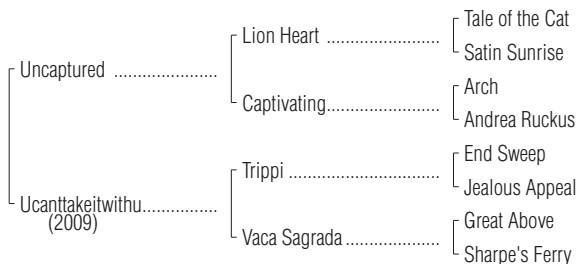 Tale of the Cat
Lion Heart ........................
Satin Sunrise
Uncaptured .....................
Arch
Captivating........................
Andrea Ruckus
End Sweep
Trippi ................................
Jealous Appeal
Ucanttakeitwithu...............
(2009)
Great Above
Vaca Sagrada ....................
Sharpe's Ferry